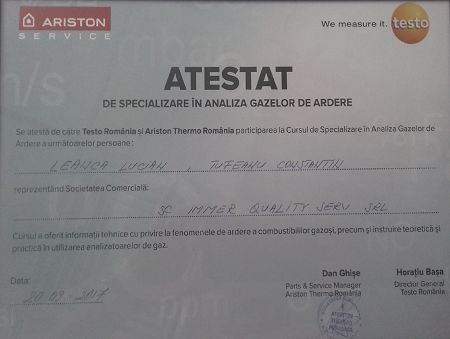 ARISTON
SERVICE
We measure it. testo
ATESTAT
DE SPECIALIZARE ÎN ANALIZA GAZELOR DE ARDERE
Se atestă de către Testo România și Ariston Thermo România participarea la Cursul de Specializare în Analiza Gazelor de
Ardere a următoarelor persoane:
LEANCA LUCIAN, TUFEANU CONSTANTIN
reprezentând Societatea Comercială:
SC IMMER QUALITY SERV SRL
Cursul a oferit informații tehnice cu privire la fenomenele de ardere a combustibililor gazoși, precum și instruire teoretică și
practică în utilizarea analizatoarelor de gaz.
Data:
20.09.2017
Dan Ghișe
Parts & Service Manager
Ariston Thermo România
Horațiu Bașa
Director General
Testo România
ARISTON
THERMO
ROMANIA